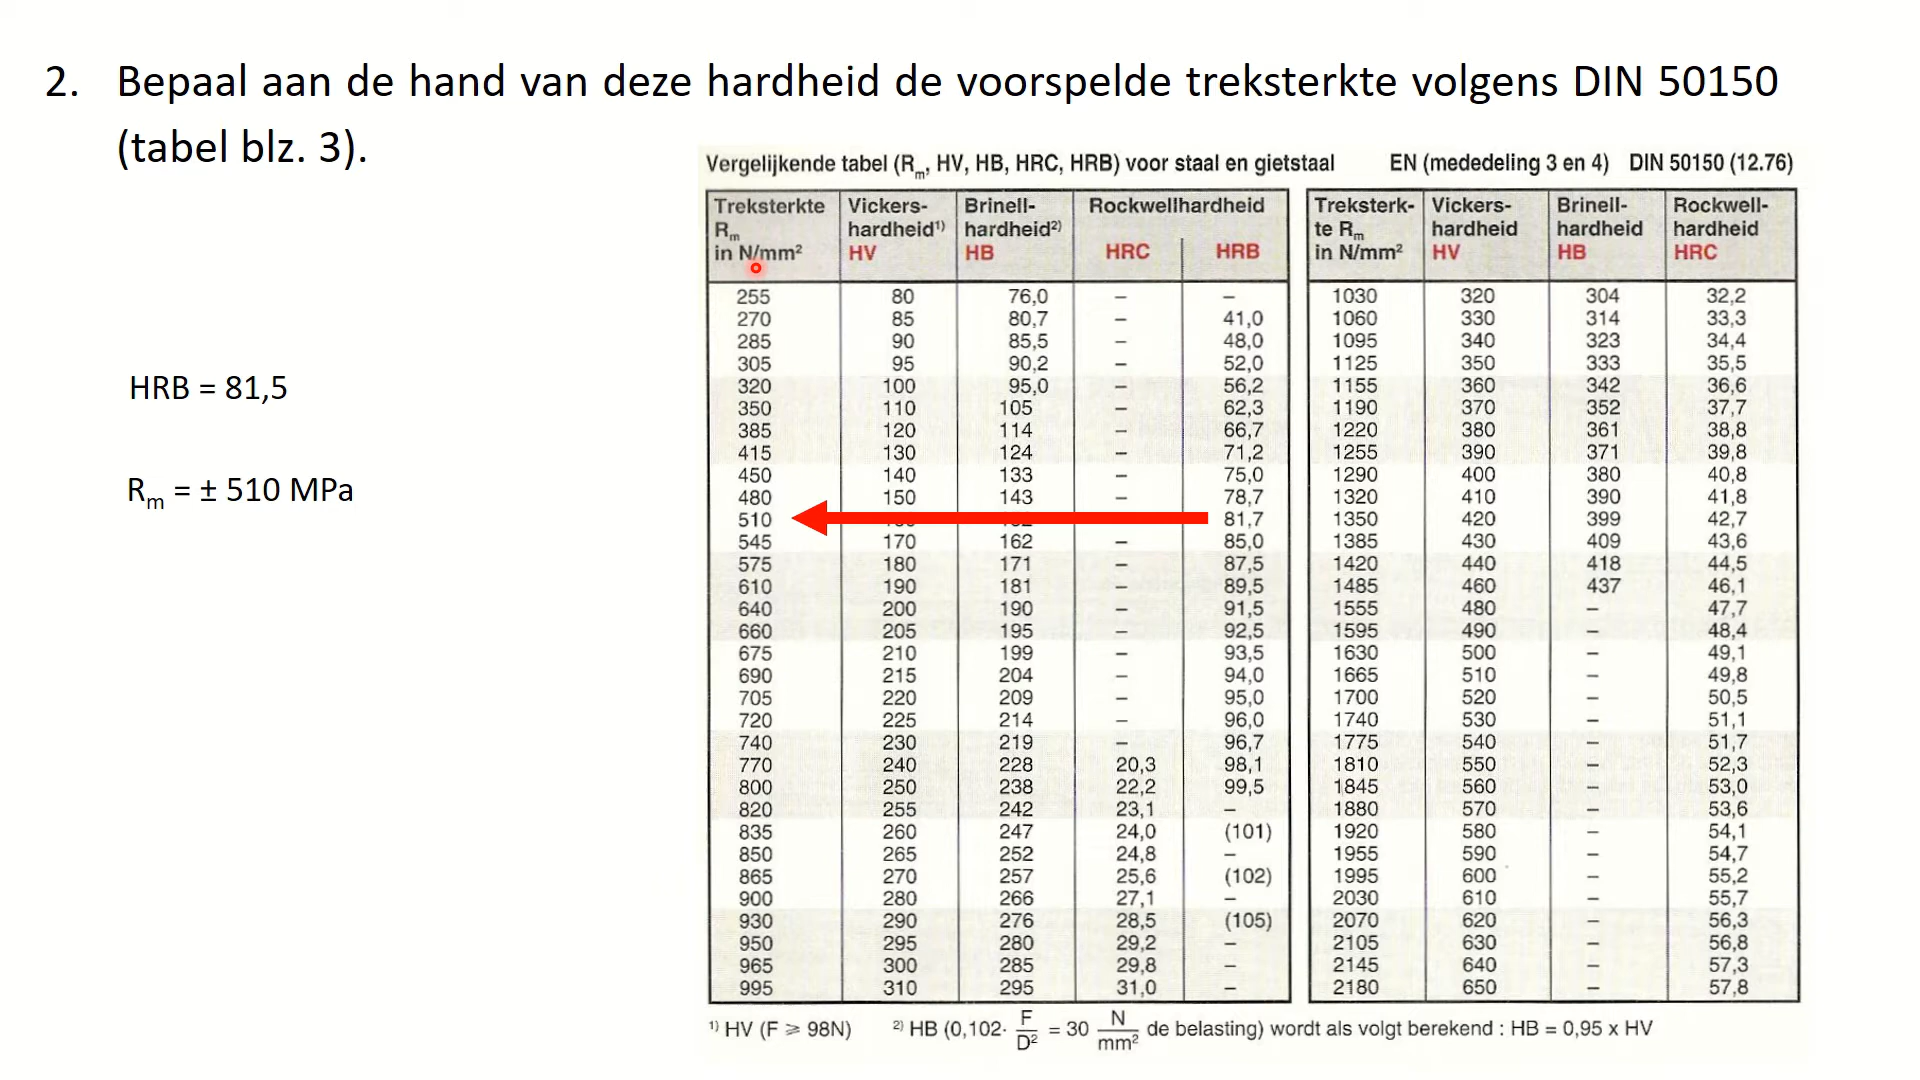 2. Bepaal aan de hand van deze hardheid de voorspelde treksterkte volgens DIN 50150
(tabel blz. 3).
HRB = 81,5
Rm = ± 510 MPa
Vergelijkende tabel (Rm, HV, HB, HRC, HRB) voor staal en gietstaal EN (mededeling 3 en 4) DIN 50150 (12.76)
Treksterkte Vickers- Brinell- Rockwellhardheid Treksterk- Vickers- Brinell- Rockwell-
Rm hardheid¹⁾ hardheid²⁾ te Rm hardheid hardheid hardheid
in N/mm² HV HB HRC HRB in N/mm² HV HB HRC
255 80 76,0 – – 1030 320 304 32,2
270 85 80,7 – 41,0 1060 330 314 33,3
285 90 85,5 – 48,0 1095 340 323 34,4
305 95 90,2 – 52,0 1125 350 333 35,5
320 100 95,0 – 56,2 1155 360 342 36,6
350 110 105 – 62,3 1190 370 352 37,7
385 120 114 – 66,7 1220 380 361 38,8
415 130 124 – 71,2 1255 390 371 39,8
450 140 133 – 75,0 1290 400 380 40,8
480 150 143 – 78,7 1320 410 390 41,8
510 81,7 1350 420 399 42,7
545 170 162 – 85,0 1385 430 409 43,6
575 180 171 – 87,5 1420 440 418 44,5
610 190 181 – 89,5 1485 460 437 46,1
640 200 190 – 91,5 1555 480 – 47,7
660 205 195 – 92,5 1595 490 – 48,4
675 210 199 – 93,5 1630 500 – 49,1
690 215 204 – 94,0 1665 510 – 49,8
705 220 209 – 95,0 1700 520 – 50,5
720 225 214 – 96,0 1740 530 – 51,1
740 230 219 – 96,7 1775 540 – 51,7
770 240 228 20,3 98,1 1810 550 – 52,3
800 250 238 22,2 99,5 1845 560 – 53,0
820 255 242 23,1 – 1880 570 – 53,6
835 260 247 24,0 (101) 1920 580 – 54,1
850 265 252 24,8 – 1955 590 – 54,7
865 270 257 25,6 (102) 1995 600 – 55,2
900 280 266 27,1 – 2030 610 – 55,7
930 290 276 28,5 (105) 2070 620 – 56,3
950 295 280 29,2 – 2105 630 – 56,8
965 300 285 29,8 – 2145 640 – 57,3
995 310 295 31,0 – 2180 650 – 57,8
¹⁾ HV (F ⩾ 98N) ²⁾ HB (0,102· F/D² = 30 N/mm² de belasting) wordt als volgt berekend : HB = 0,95 x HV